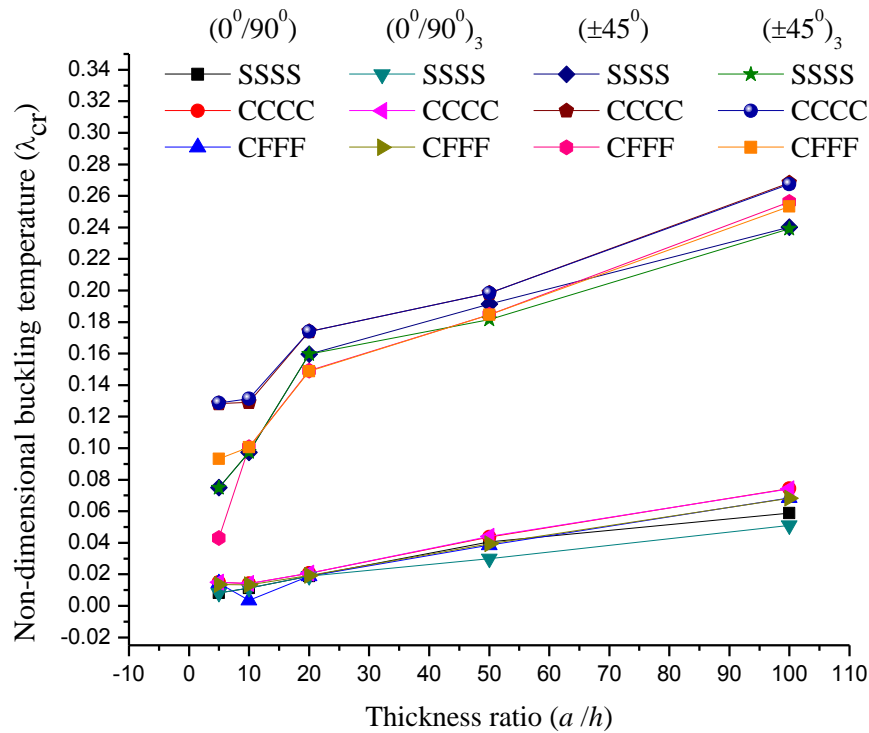 (0⁰/90⁰) (0⁰/90⁰)₃ (±45⁰) (±45⁰)₃
SSSS SSSS SSSS SSSS
CCCC CCCC CCCC CCCC
CFFF CFFF CFFF CFFF
0.34
0.32
0.30
0.28
0.26
0.24
0.22
0.20
0.18
0.16
0.14
0.12
0.10
0.08
0.06
0.04
0.02
0.00
-0.02
Non-dimensional buckling temperature (λcr)
-10 0 10 20 30 40 50 60 70 80 90 100 110
Thickness ratio (a /h)